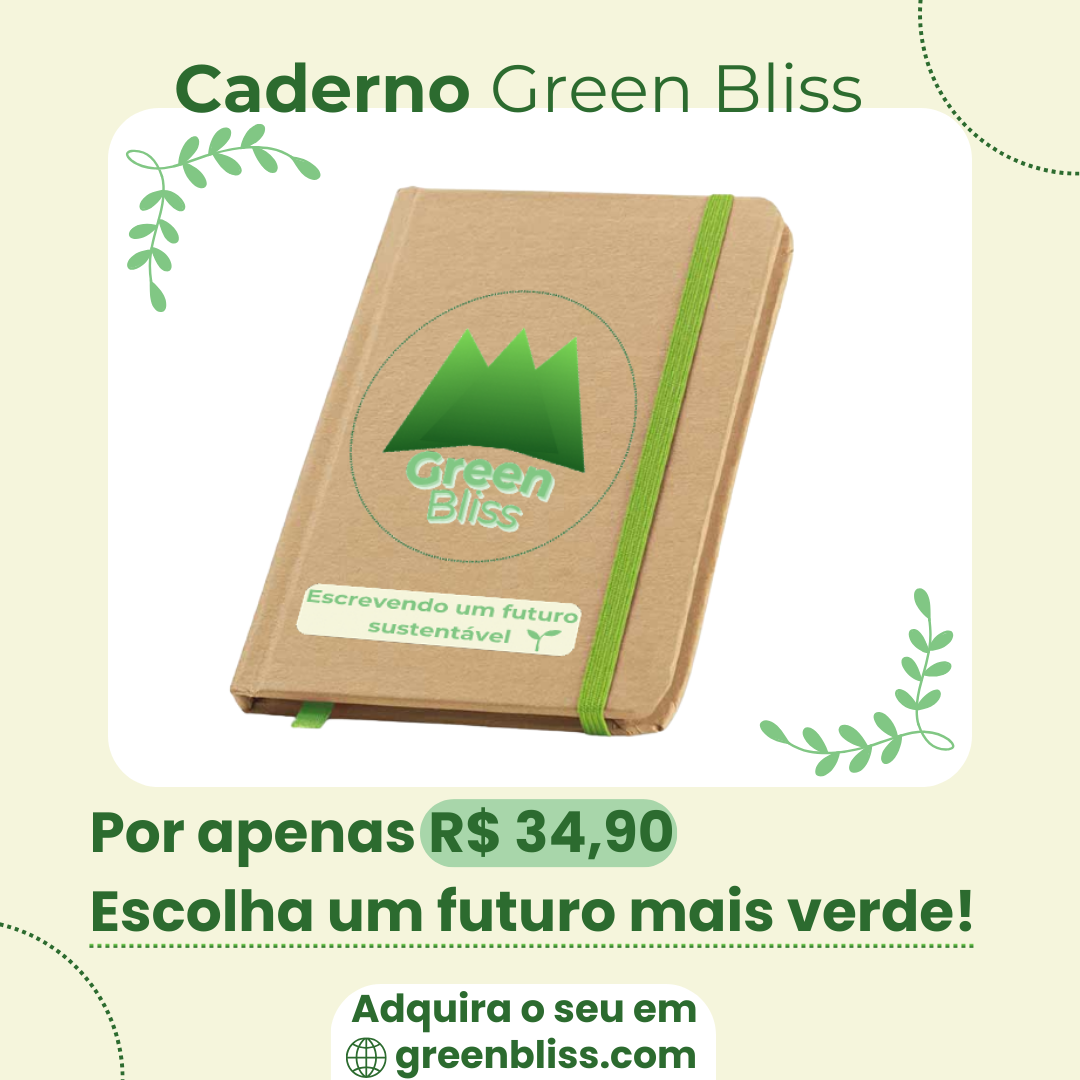 Caderno Green Bliss
Green
Bliss
Escrevendo um futuro
sustentável
Por apenas R$ 34,90
Escolha um futuro mais verde!
Adquira o seu em
greenbliss.com